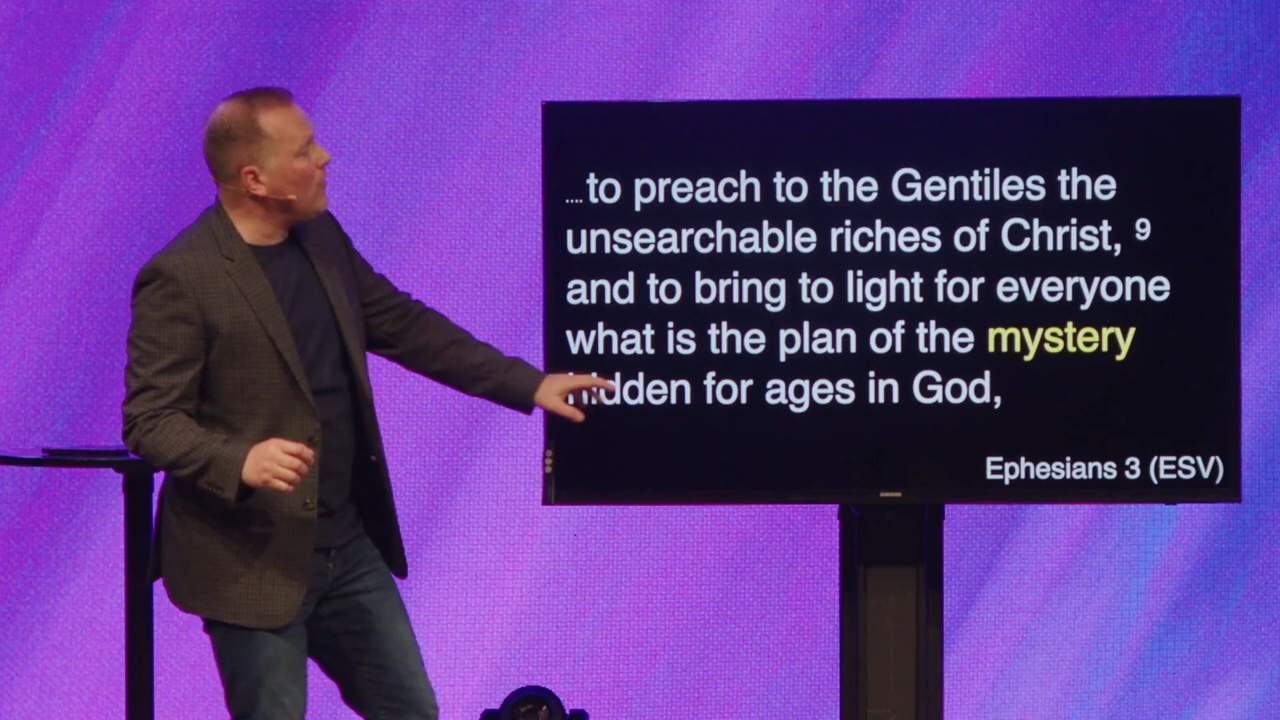 ....to preach to the Gentiles the
unsearchable riches of Christ, ⁹
and to bring to light for everyone
what is the plan of the mystery
hidden for ages in God,
Ephesians 3 (ESV)
SAMSUNG